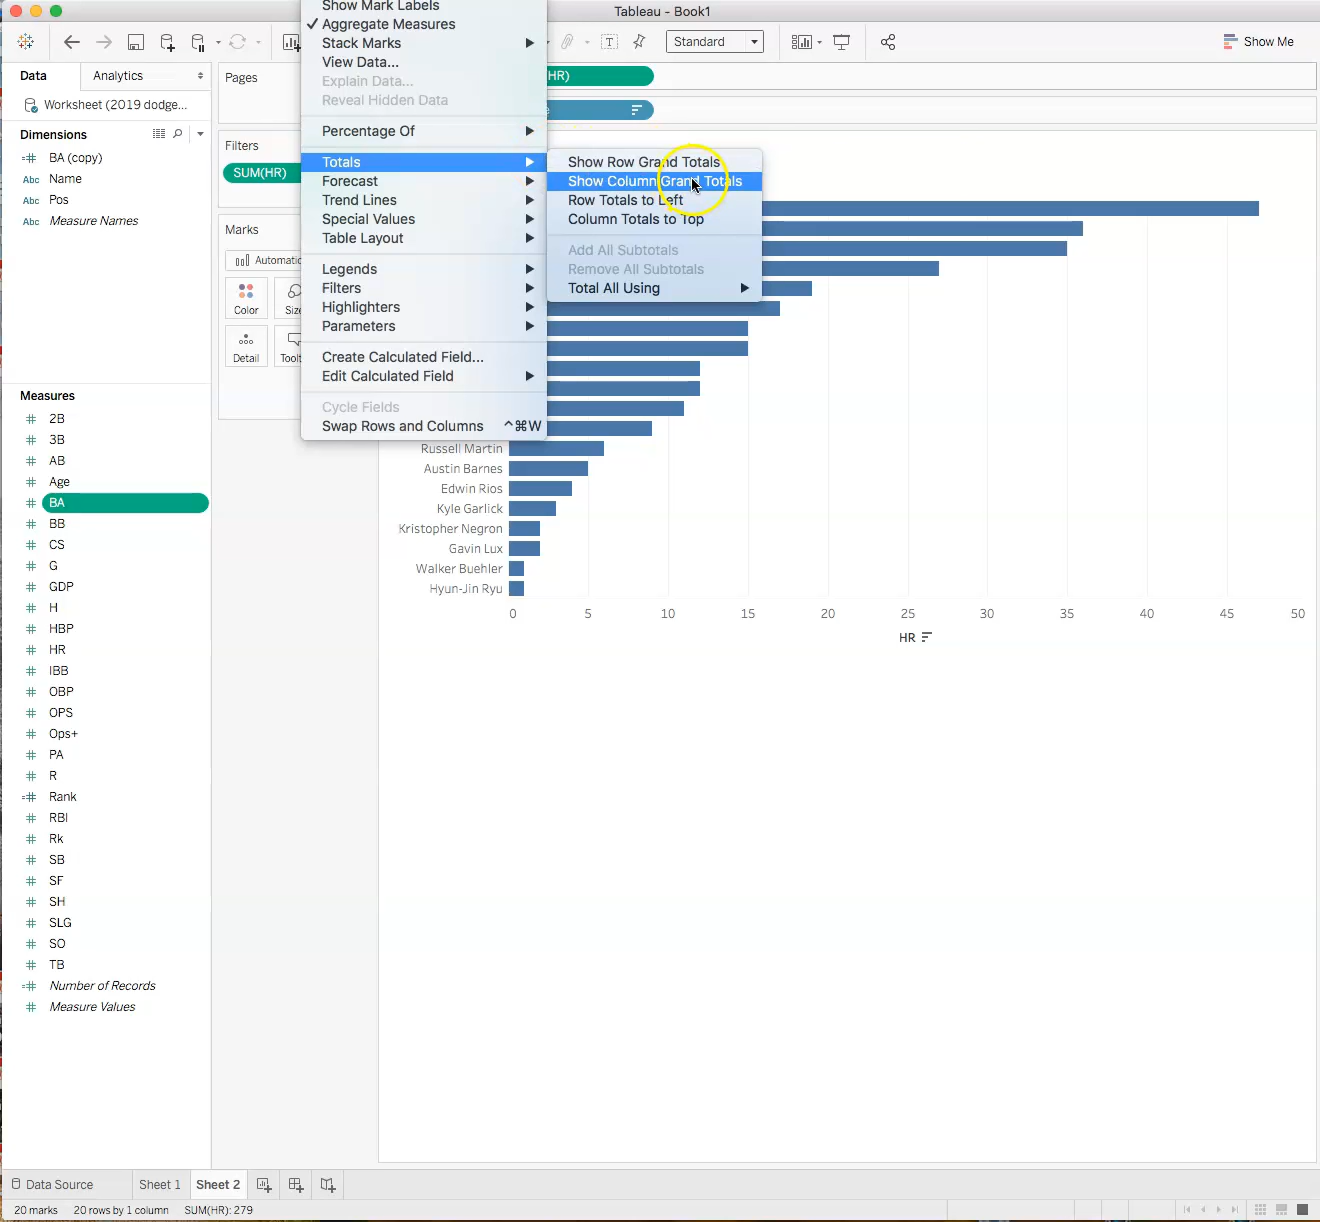 Tableau - Book1
Show Mark Labels
Aggregate Measures
Stack Marks
View Data...
Explain Data...
Reveal Hidden Data
Percentage Of
Totals
Forecast
Trend Lines
Special Values
Table Layout
Legends
Filters
Highlighters
Parameters
Create Calculated Field...
Edit Calculated Field
Cycle Fields
Swap Rows and Columns ^⌘W
Show Row Grand Totals
Show Column Grand Totals
Row Totals to Left
Column Totals to Top
Add All Subtotals
Remove All Subtotals
Total All Using
Standard
Show Me
Data
Analytics
Worksheet (2019 dodge...
Dimensions
BA (copy)
Abc Name
Abc Pos
Abc Measure Names
Measures
2B
3B
AB
Age
BA
BB
CS
G
GDP
H
HBP
HR
IBB
OBP
OPS
Ops+
PA
R
Rank
RBI
Rk
SB
SF
SH
SLG
SO
TB
Number of Records
Measure Values
Pages
Filters
SUM(HR)
Marks
Color
Detail
HR)
Russell Martin
Austin Barnes
Edwin Rios
Kyle Garlick
Kristopher Negron
Gavin Lux
Walker Buehler
Hyun-Jin Ryu
0 5 10 15 20 25 30 35 40 45 50
HR
Data Source
Sheet 1
Sheet 2
20 marks 20 rows by 1 column SUM(HR): 279